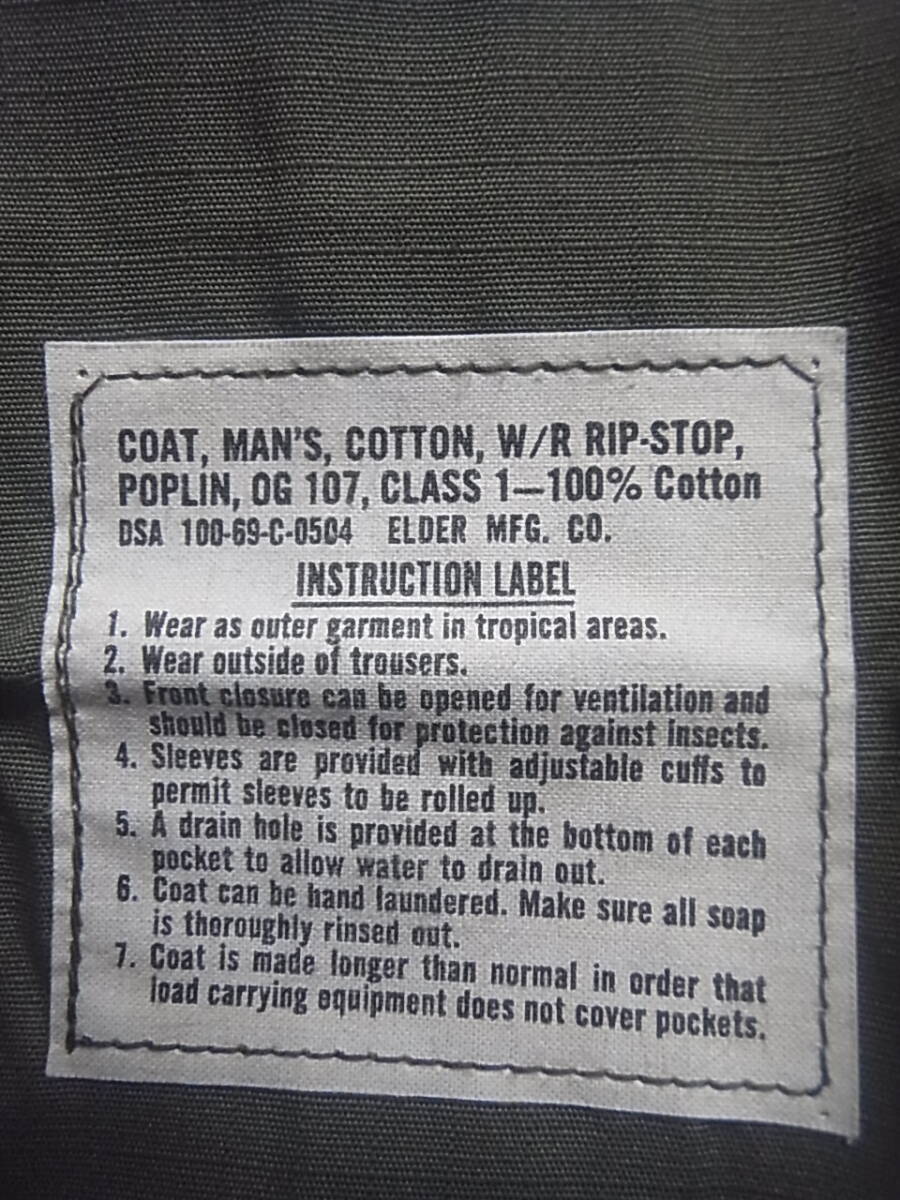 COAT, MAN'S, COTTON, W/R RIP-STOP,
POPLIN, OG 107, CLASS 1—100% Cotton
DSA 100-69-C-0504 ELDER MFG. CO.
INSTRUCTION LABEL
1. Wear as outer garment in tropical areas.
2. Wear outside of trousers.
3. Front closure can be opened for ventilation and
should be closed for protection against insects.
4. Sleeves are provided with adjustable cuffs to
permit sleeves to be rolled up.
5. A drain hole is provided at the bottom of each
pocket to allow water to drain out.
6. Coat can be hand laundered. Make sure all soap
is thoroughly rinsed out.
7. Coat is made longer than normal in order that
load carrying equipment does not cover pockets.